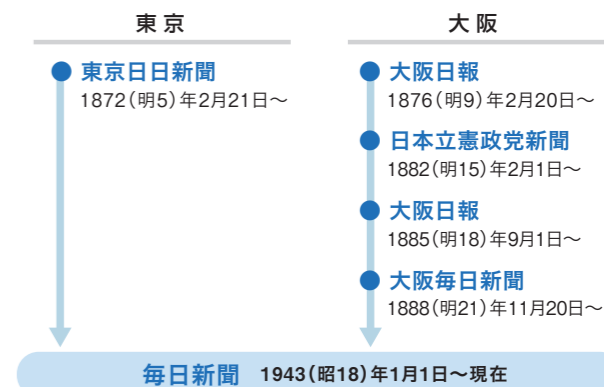 東京
東京日日新聞
1872(明5)年2月21日～
大阪
大阪日報
1876(明9)年2月20日～
日本立憲政党新聞
1882(明15)年2月1日～
大阪日報
1885(明18)年9月1日～
大阪毎日新聞
1888(明21)年11月20日～
毎日新聞 1943(昭18)年1月1日～現在